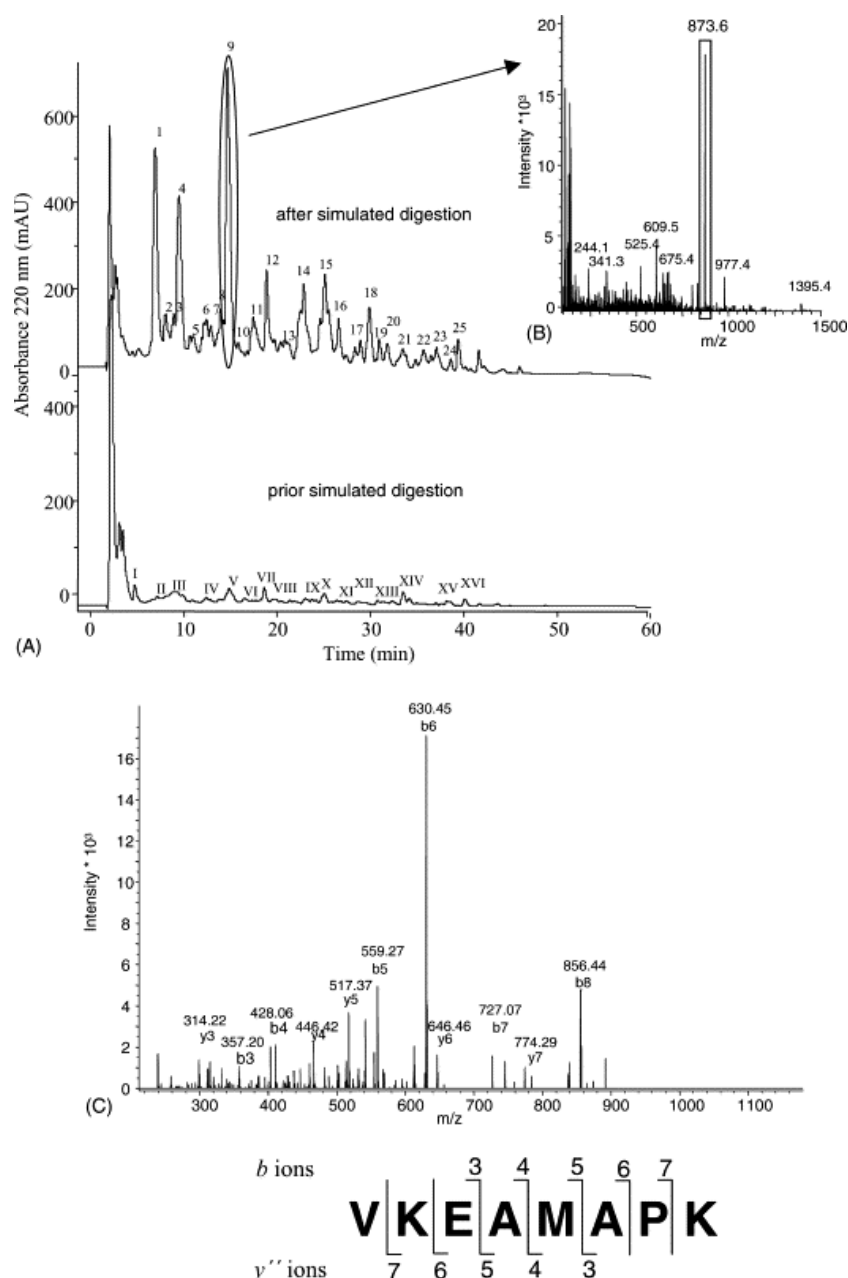 9
600
1
4
400
after simulated digestion
12
14
15
200
2 3
5
6
7
8
10
11
13
16
17
18
19
20
21
22
23
24
25
0
Absorbance 220 nm (mAU)
400
prior simulated digestion
200
0
I
II
III
IV
V
VI
VII
VIII
IX
X
XI
XII
XIII
XIV
XV
XVI
0 10 20 30 40 50 60
(A)
Time (min)
873.6
20
15
10
5
0
Intensity *10³
244.1
341.3
525.4
609.5
675.4
977.4
1395.4
500 1000 1500
(B)
m/z
630.45
b6
16
14
12
10
8
6
4
2
0
Intensity * 10³
314.22
y3
357.20
b3
428.06
b4
446.42
y4
517.37
y5
559.27
b5
646.46
y6
727.07
b7
774.29
y7
856.44
b8
300 400 500 600 700 800 900 1000 1100
(C)
m/z
b ions 3 4 5 6 7
VKEAMAPK
y´´ ions 7 6 5 4 3